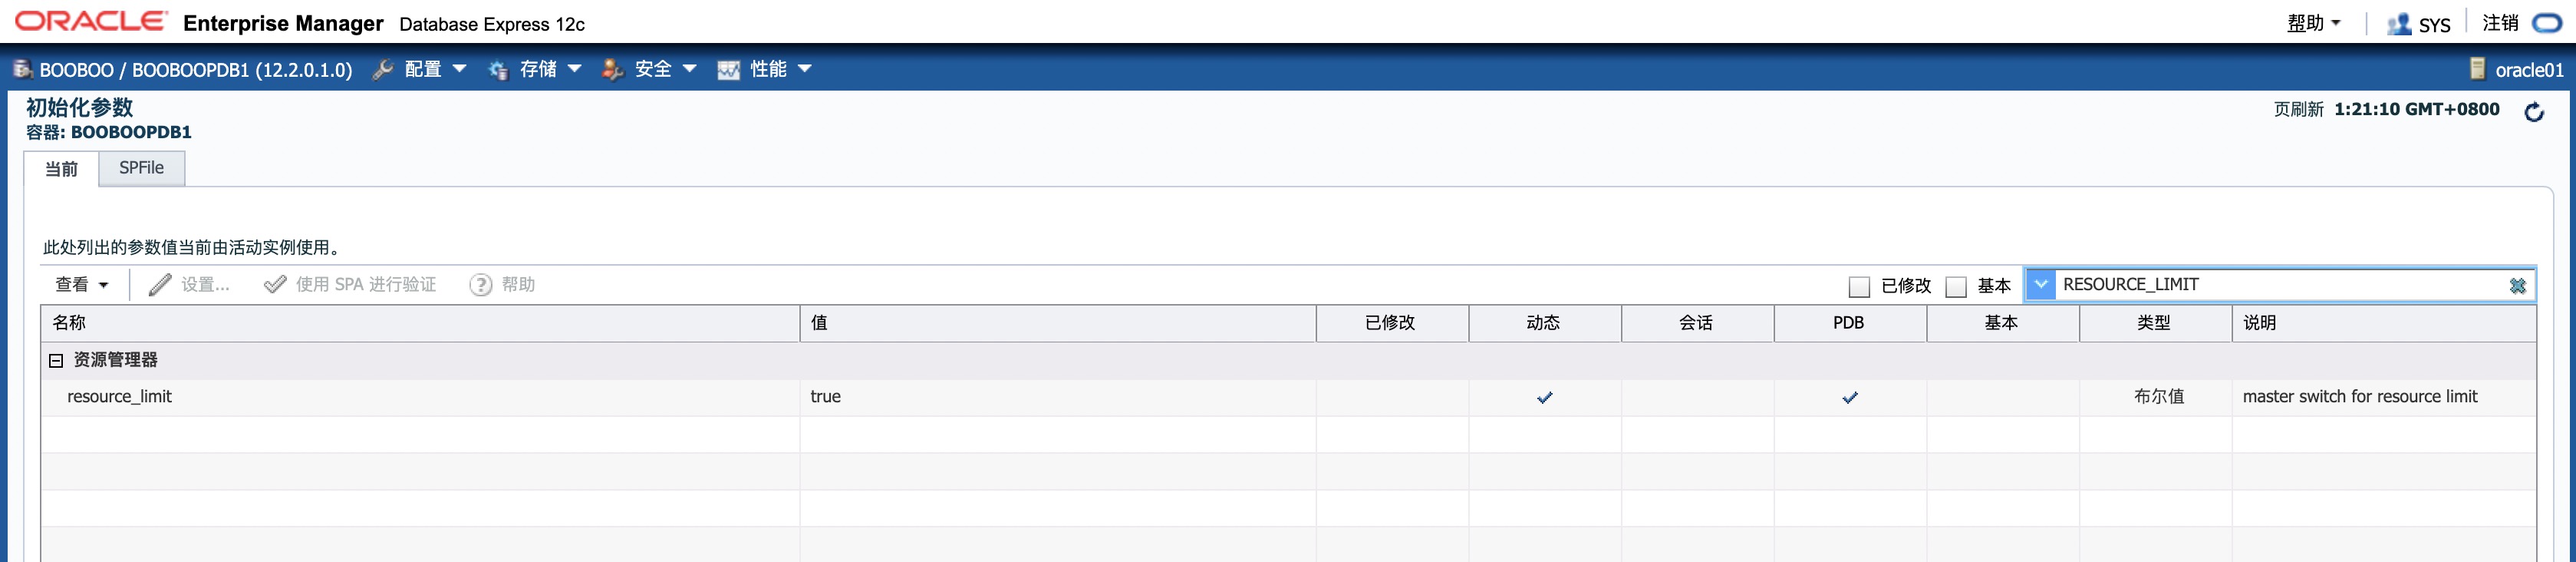 ORACLE Enterprise Manager Database Express 12c 帮助 SYS 注销
BOOBOO / BOOBOOPDB1 (12.2.0.1.0) 配置 存储 安全 性能 oracle01
初始化参数 页刷新 1:21:10 GMT+0800
容器: BOOBOOPDB1
当前 SPFile
此处列出的参数值当前由活动实例使用。
查看 设置... 使用 SPA 进行验证 帮助 已修改 基本 RESOURCE_LIMIT
名称 值 已修改 动态 会话 PDB 基本 类型 说明
资源管理器
resource_limit true 布尔值 master switch for resource limit